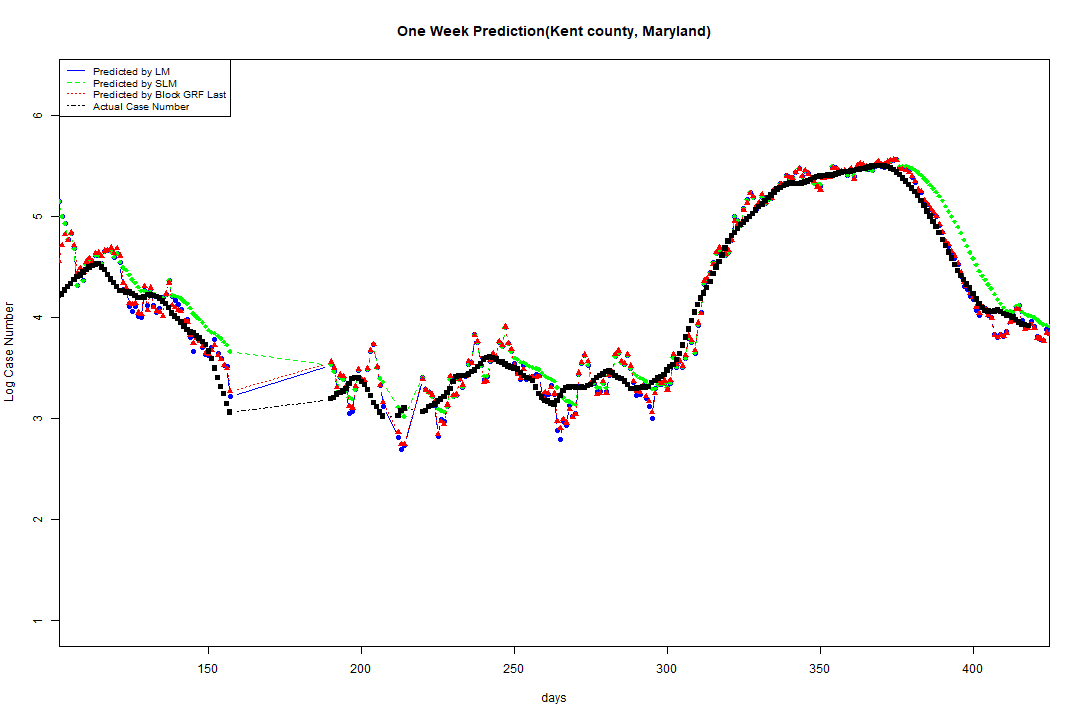 One Week Prediction(Kent county, Maryland)
Predicted by LM
Predicted by SLM
Predicted by Block GRF Last
Actual Case Number
6
5
4
3
2
1
Log Case Number
150 200 250 300 350 400
days